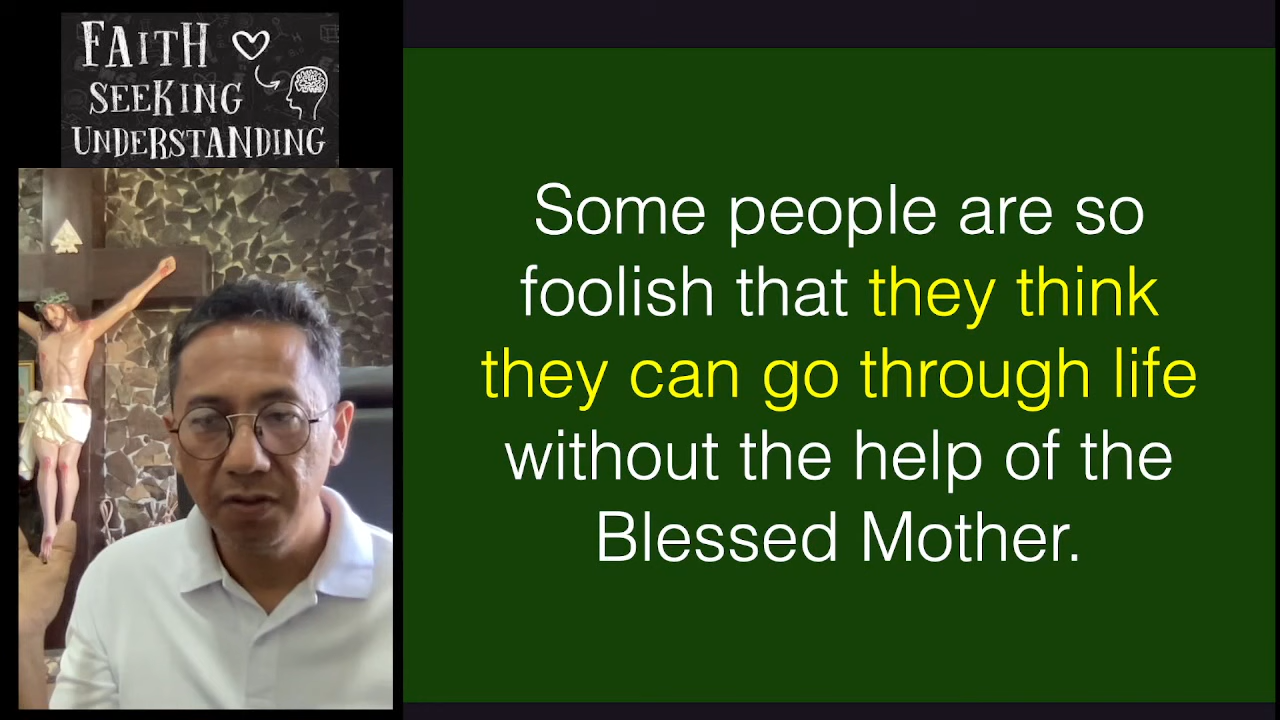 FAITH
SEEKING
UNDERSTANDING
Some people are so
foolish that they think
they can go through life
without the help of the
Blessed Mother.